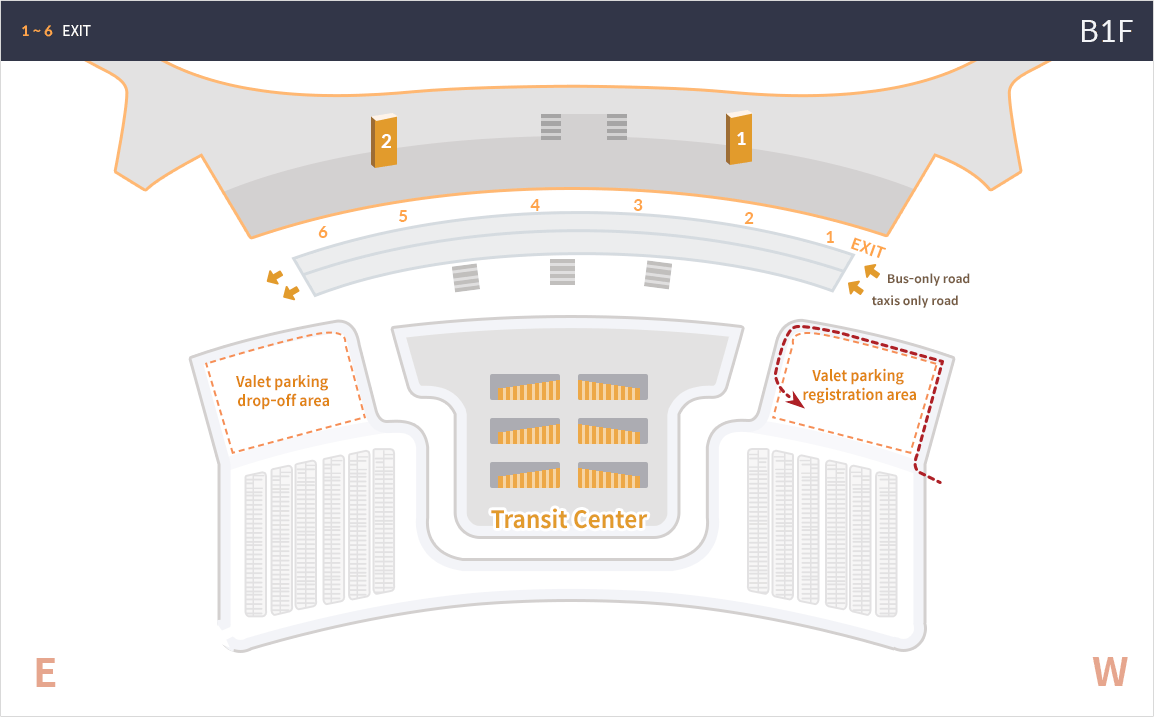 1 ~ 6 EXIT
B1F
2
1
6
5
4
3
2
1
EXIT
Bus-only road
taxis only road
Valet parking
drop-off area
Valet parking
registration area
Transit Center
E
W